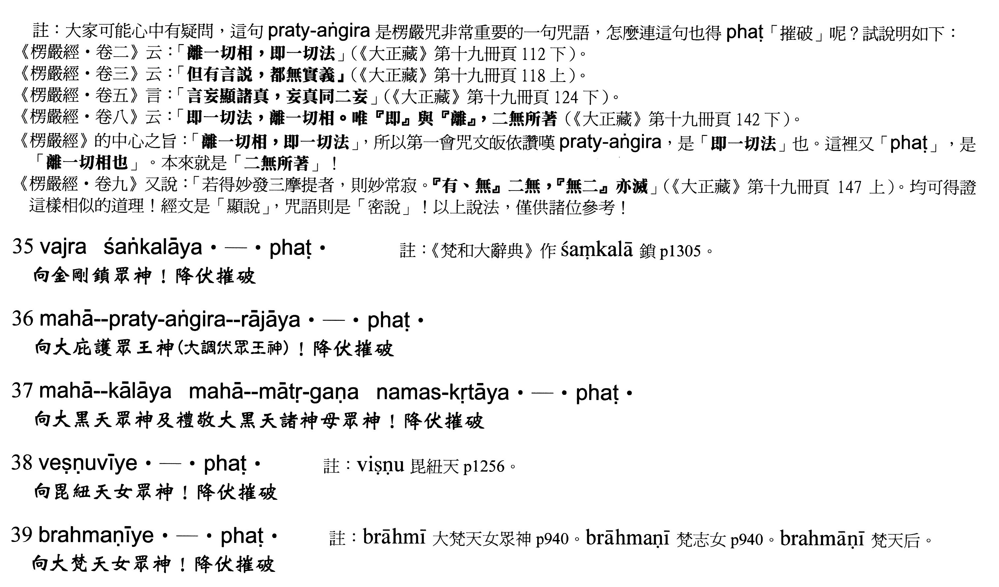 註：大家可能心中有疑問，這句 praty-aṅgira 是楞嚴咒非常重要的一句咒語，怎麼連這句也得 phaṭ「摧破」呢？試說明如下：
《楞嚴經・卷二》云：「離一切相，即一切法」（《大正藏》第十九冊頁 112 下）。
《楞嚴經・卷三》云：「但有言説，都無實義」（《大正藏》第十九冊頁 118 上）。
《楞嚴經・卷五》言：「言妄顯諸真，妄真同二妄」（《大正藏》第十九冊頁 124 下）。
《楞嚴經・卷八》云：「即一切法，離一切相。唯『即』與『離』，二無所著（《大正藏》第十九冊頁 142 下）。
《楞嚴經》的中心之旨：「離一切相，即一切法」，所以第一會咒文皈依讚嘆 praty-aṅgira，是「即一切法」也。這裡又「phaṭ」，是
「離一切相也」。本來就是「二無所著」！
《楞嚴經・卷九》又說：「若得妙發三摩提者，則妙常寂。『有、無』二無，『無二』亦滅」（《大正藏》第十九冊頁 147 上）。均可得證
這樣相似的道理！經文是「顯說」，咒語則是「密說」！以上說法，僅供諸位參考！
35 vajra śaṅkalāya・—・phaṭ・ 註：《梵和大辭典》作 śaṃkalā 鎖 p1305。
向金剛鎖眾神！降伏摧破
36 mahā--praty-aṅgira--rājāya・—・phaṭ・
向大庇護眾王神（大調伏眾王神）！降伏摧破
37 mahā--kālāya mahā--mātṛ-gaṇa namas-kṛtāya・—・phaṭ・
向大黑天眾神及禮敬大黑天諸神母眾神！降伏摧破
38 veṣṇuvīye・—・phaṭ・ 註：viṣṇu 毘紐天 p1256。
向毘紐天女眾神！降伏摧破
39 brahmaṇīye・—・phaṭ・ 註：brāhmī 大梵天女眾神 p940。brāhmaṇī 梵志女 p940。brahmāṇī 梵天后。
向大梵天女眾神！降伏摧破